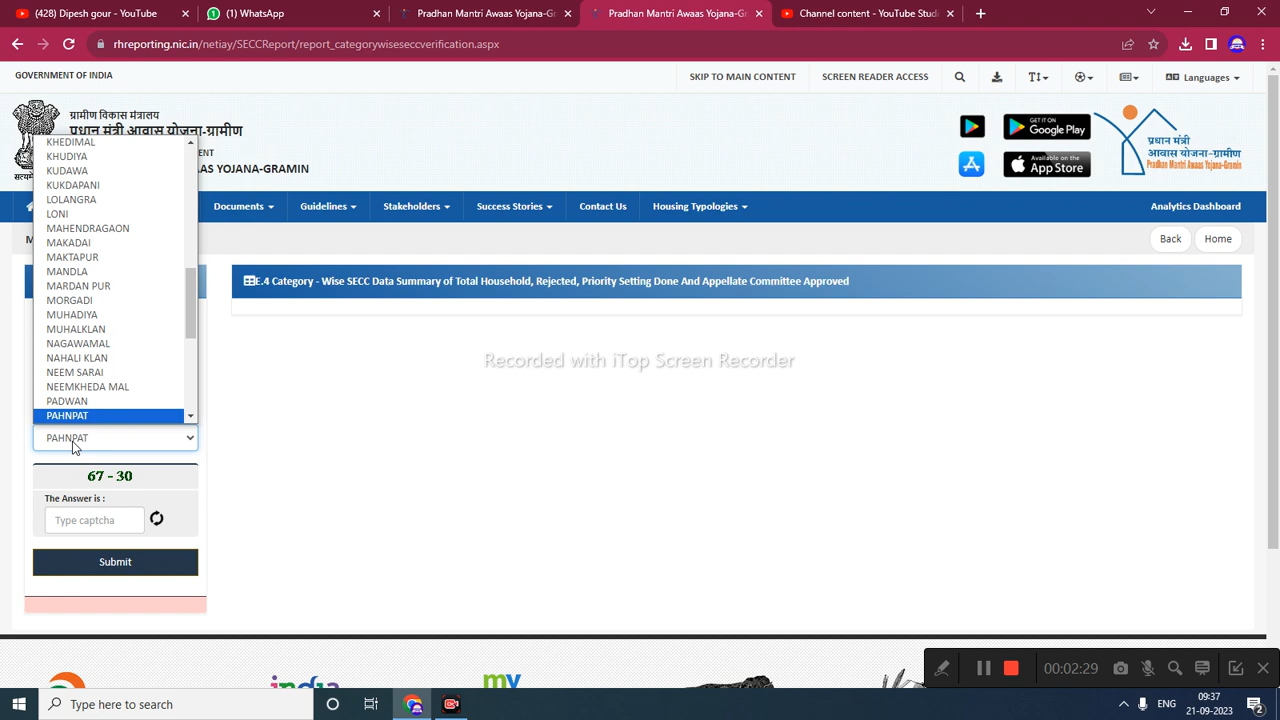 (428) Dipesh gour - YouTube
(1) WhatsApp
Pradhan Mantri Awaas Yojana-Gr
Pradhan Mantri Awaas Yojana-Gr
Channel content - YouTube Stud
rhreporting.nic.in/netiay/SECCReport/report_categorywiseseccverification.aspx
GOVERNMENT OF INDIA
SKIP TO MAIN CONTENT
SCREEN READER ACCESS
Languages
ग्रामीण विकास मंत्रालय
प्रधान मंत्री आवास योजना-ग्रामीण
ENT
AAS YOJANA-GRAMIN
GET IT ON
Google Play
Available on the
App Store
प्रधान मंत्री
आवास योजना-ग्रामीण
Pradhan Mantri Awaas Yojana-Gramin
Documents
Guidelines
Stakeholders
Success Stories
Contact Us
Housing Typologies
Analytics Dashboard
M
Back
Home
KHEDIMAL
KHUDIYA
KUDAWA
KUKDAPANI
LOLANGRA
LONI
MAHENDRAGAON
MAKADAI
MAKTAPUR
MANDLA
MARDAN PUR
MORGADI
MUHADIYA
MUHALKLAN
NAGAWAMAL
NAHALI KLAN
NEEM SARAI
NEEMKHEDA MAL
PADWAN
PAHNPAT
PAHNPAT
E.4 Category - Wise SECC Data Summary of Total Household, Rejected, Priority Setting Done And Appellate Committee Approved
Recorded with iTop Screen Recorder
67 - 30
The Answer is :
Type captcha
Submit
my
00:02:29
Type here to search
ENG
09:37
21-09-2023
2